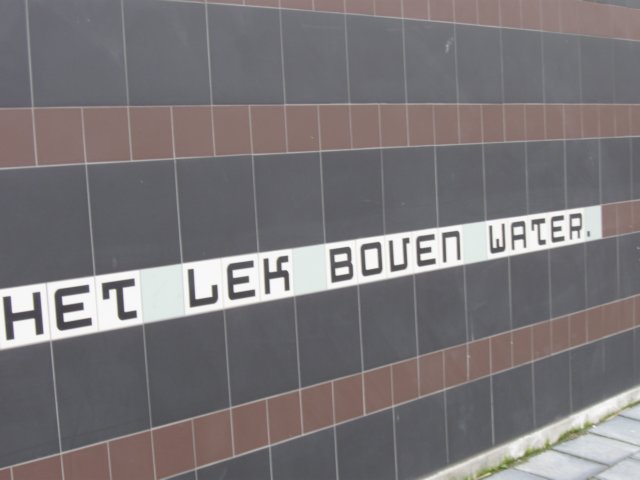 HET LEK BOVEN WATER.